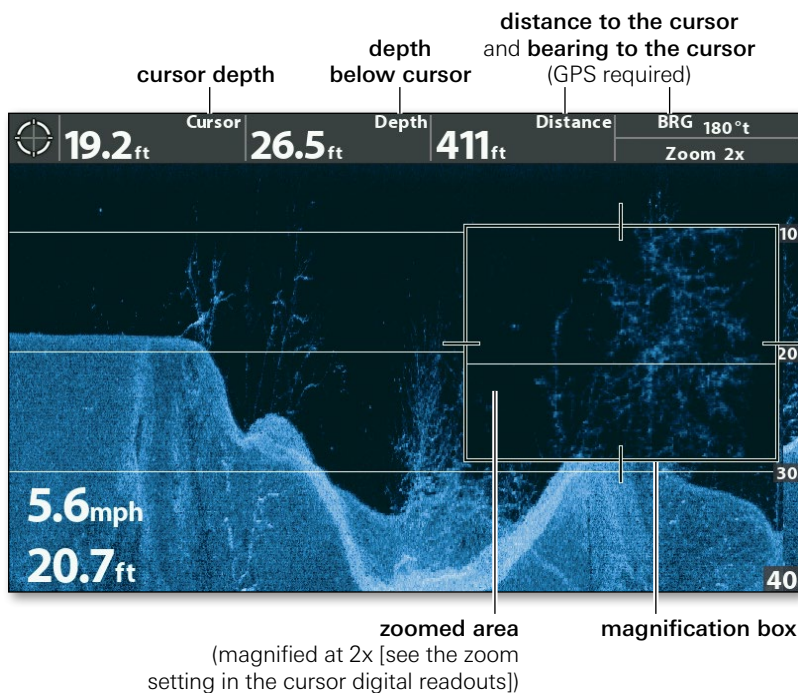 distance to the cursor
and bearing to the cursor
(GPS required)
depth
below cursor
cursor depth
Cursor
19.2ft
Depth
26.5ft
Distance
411ft
BRG 180°t
Zoom 2x
10
20
30
40
5.6mph
20.7ft
zoomed area
(magnified at 2x [see the zoom
setting in the cursor digital readouts])
magnification box